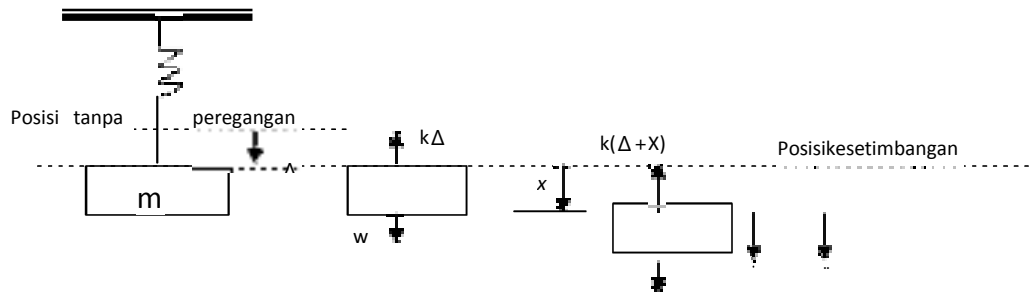 Posisi tanpa peregangan
kΔ
k(Δ +X)
Posisikesetimbangan
x
m
w